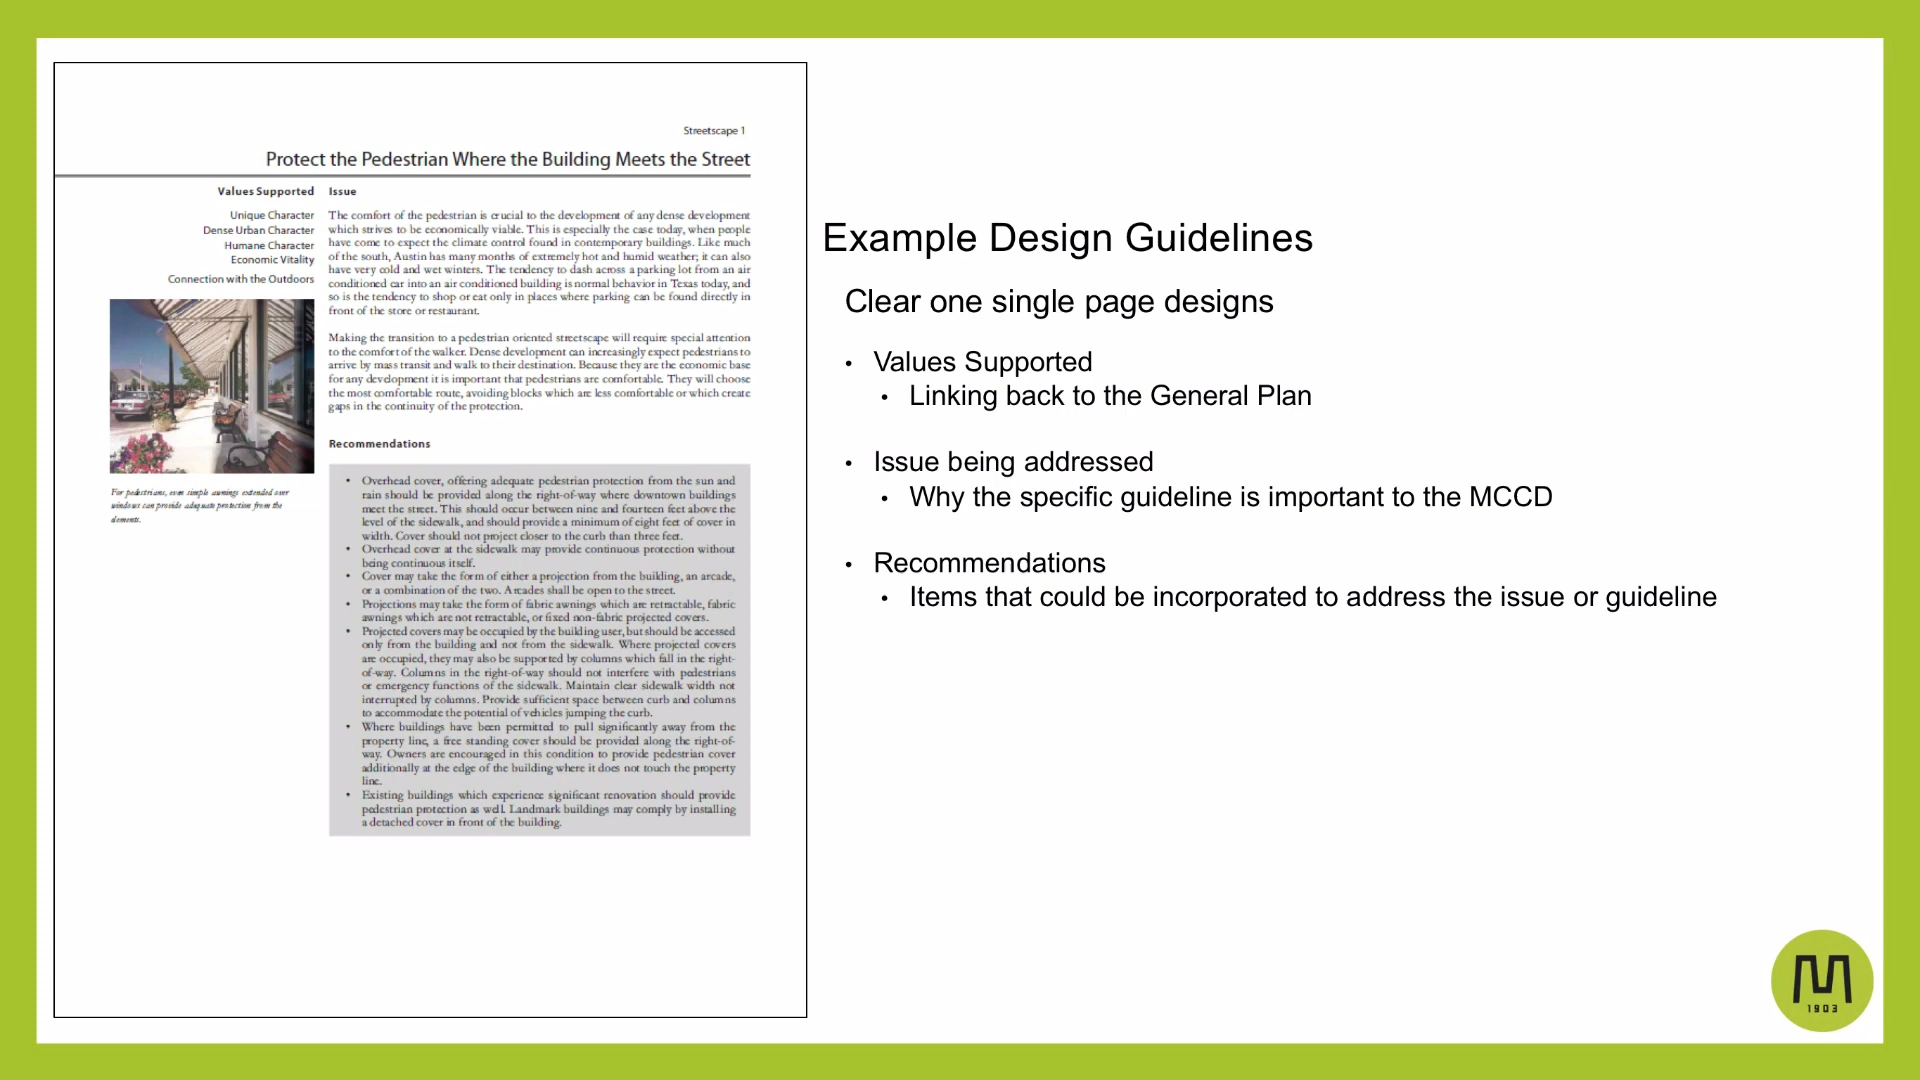 Streetscape 1
Protect the Pedestrian Where the Building Meets the Street
Values Supported
Unique Character
Dense Urban Character
Humane Character
Economic Vitality
Connection with the Outdoors
For pedestrians, even simple awnings extended over
windows can provide adequate protection from the
elements.
Issue
The comfort of the pedestrian is crucial to the development of any dense development
which strives to be economically viable. This is especially the case today, when people
have come to expect the climate control found in contemporary buildings. Like much
of the south, Austin has many months of extremely hot and humid weather; it can also
have very cold and wet winters. The tendency to dash across a parking lot from an air
conditioned car into an air conditioned building is normal behavior in Texas today, and
so is the tendency to shop or eat only in places where parking can be found directly in
front of the store or restaurant.
Making the transition to a pedestrian oriented streetscape will require special attention
to the comfort of the walker. Dense development can increasingly expect pedestrians to
arrive by mass transit and walk to their destination. Because they are the economic base
for any development it is important that pedestrians are comfortable. They will choose
the most comfortable route, avoiding blocks which are less comfortable or which create
gaps in the continuity of the protection.
Recommendations
• Overhead cover, offering adequate pedestrian protection from the sun and
rain should be provided along the right-of-way where downtown buildings
meet the street. This should occur between nine and fourteen feet above the
level of the sidewalk, and should provide a minimum of eight feet of cover in
width. Cover should not project closer to the curb than three feet.
• Overhead cover at the sidewalk may provide continuous protection without
being continuous itself.
• Cover may take the form of either a projection from the building, an arcade,
or a combination of the two. Arcades shall be open to the street.
• Projections may take the form of fabric awnings which are retractable, fabric
awnings which are not retractable, or fixed non-fabric projected covers.
• Projected covers may be occupied by the building user, but should be accessed
only from the building and not from the sidewalk. Where projected covers
are occupied, they may also be supported by columns which fall in the right-
of-way. Columns in the right-of-way should not interfere with pedestrians
or emergency functions of the sidewalk. Maintain clear sidewalk width not
interrupted by columns. Provide sufficient space between curb and columns
to accommodate the potential of vehicles jumping the curb.
• Where buildings have been permitted to pull significantly away from the
property line, a free standing cover should be provided along the right-of-
way. Owners are encouraged in this condition to provide pedestrian cover
additionally at the edge of the building where it does not touch the property
line.
• Existing buildings which experience significant renovation should provide
pedestrian protection as well. Landmark buildings may comply by installing
a detached cover in front of the building.
Example Design Guidelines
Clear one single page designs
• Values Supported
• Linking back to the General Plan
• Issue being addressed
• Why the specific guideline is important to the MCCD
• Recommendations
• Items that could be incorporated to address the issue or guideline
M
1903